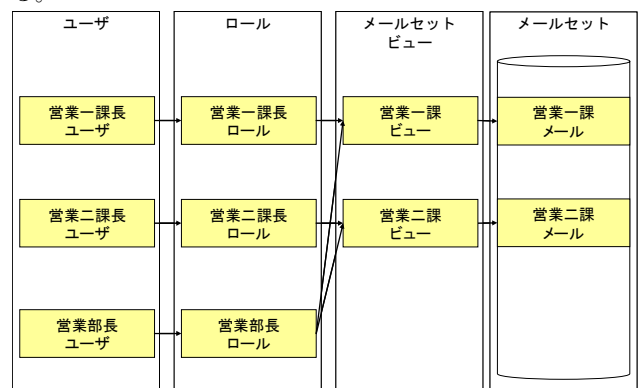 る。
ユーザ
ロール
メールセット
ビュー
メールセット
営業一課長
ユーザ
営業一課長
ロール
営業一課
ビュー
営業一課
メール
営業二課長
ユーザ
営業二課長
ロール
営業二課
ビュー
営業二課
メール
営業部長
ユーザ
営業部長
ロール